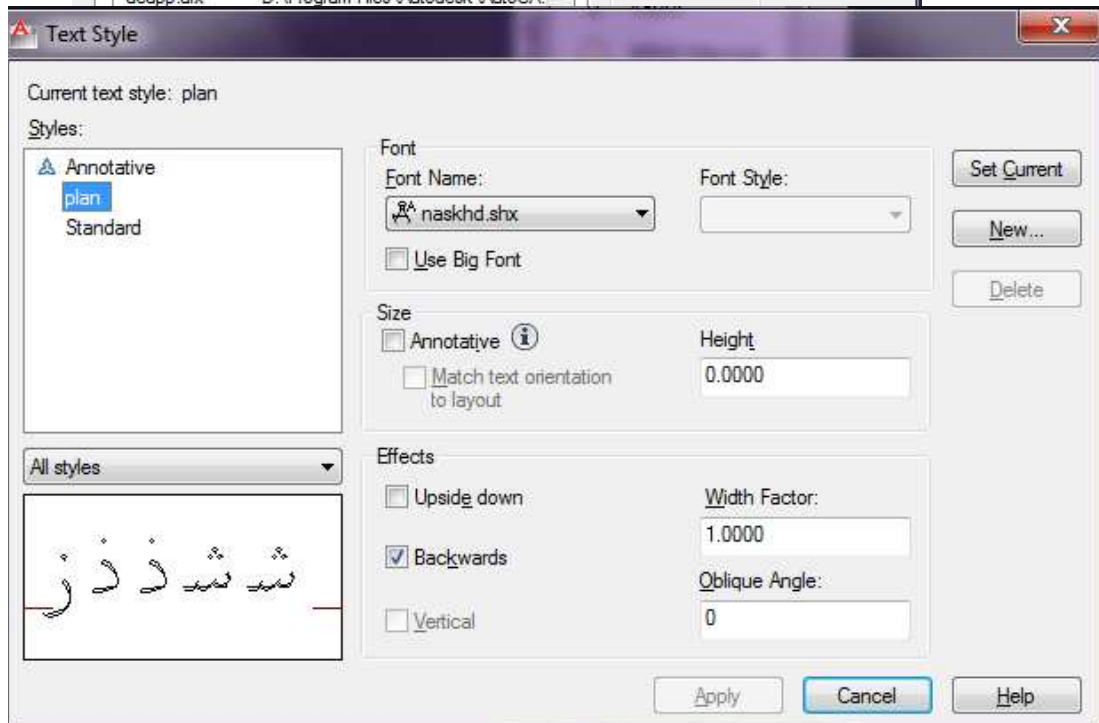 Text Style
Current text style: plan
Styles:
Annotative
plan
Standard
All styles
ش ش ذ ذ ز
Font
Font Name:
naskhd.shx
Use Big Font
Font Style:
Size
Annotative
Match text orientation
to layout
Height
0.0000
Effects
Upside down
Backwards
Vertical
Width Factor:
1.0000
Oblique Angle:
0
Set Current
New...
Delete
Apply
Cancel
Help